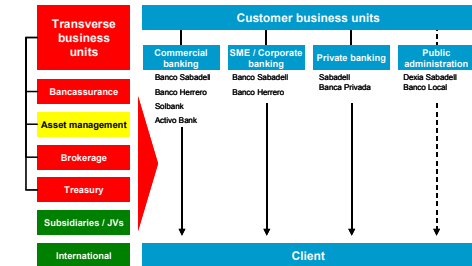 Transverse
business
units
Bancassurance
Asset management
Brokerage
Treasury
Subsidiaries / JVs
International
Customer business units
Commercial
banking
Banco Sabadell
Banco Herrero
Solbank
Activo Bank
SME / Corporate
banking
Banco Sabadell
Banco Herrero
Private banking
Sabadell
Banca Privada
Public
administration
Dexia Sabadell
Banco Local
Client